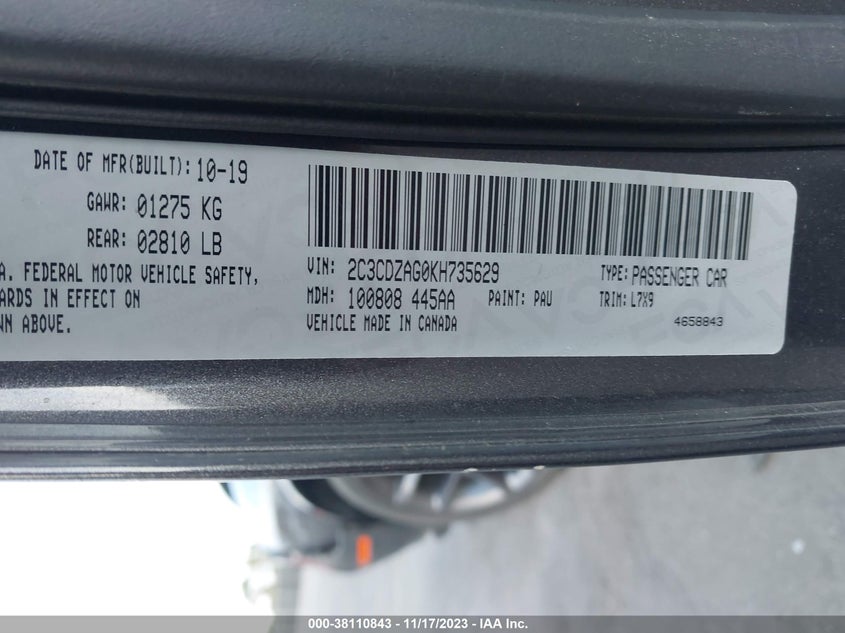 DATE OF MFR(BUILT): 10-19
GAWR: 01275 KG
REAR: 02810 LB
A. FEDERAL MOTOR VEHICLE SAFETY,
ARDS IN EFFECT ON
WN ABOVE.
VIN: 2C3CDZAG0KH735629
TYPE: PASSENGER CAR
MDH: 100808 445AA
PAINT: PAU
TRIM: L7X9
VEHICLE MADE IN CANADA
4658843
000-38110843 - 11/17/2023 - IAA Inc.